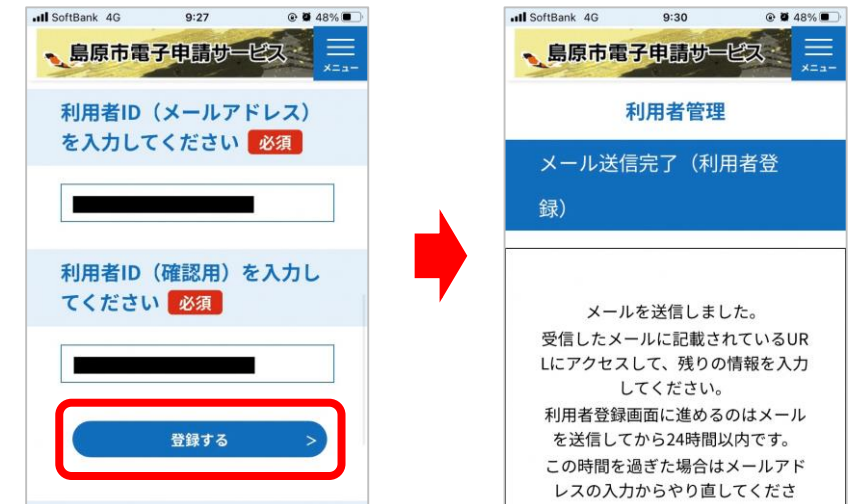 SoftBank 4G 9:27 48%
島原市電子申請サービス
メニュー
利用者ID（メールアドレス）
を入力してください 必須
利用者ID（確認用）を入力し
てください 必須
登録する >
SoftBank 4G 9:30 48%
島原市電子申請サービス
メニュー
利用者管理
メール送信完了（利用者登
録）
メールを送信しました。
受信したメールに記載されているUR
Lにアクセスして、残りの情報を入力
してください。
利用者登録画面に進めるのはメール
を送信してから24時間以内です。
この時間を過ぎた場合はメールアド
レスの入力からやり直してくださ